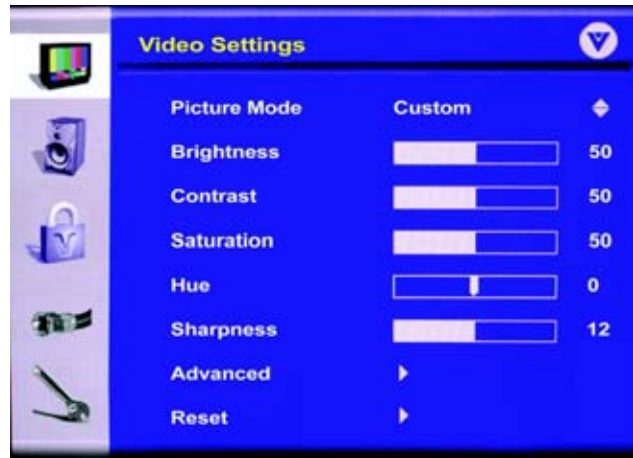 Video Settings
Picture Mode Custom
Brightness 50
Contrast 50
Saturation 50
Hue 0
Sharpness 12
Advanced
Reset